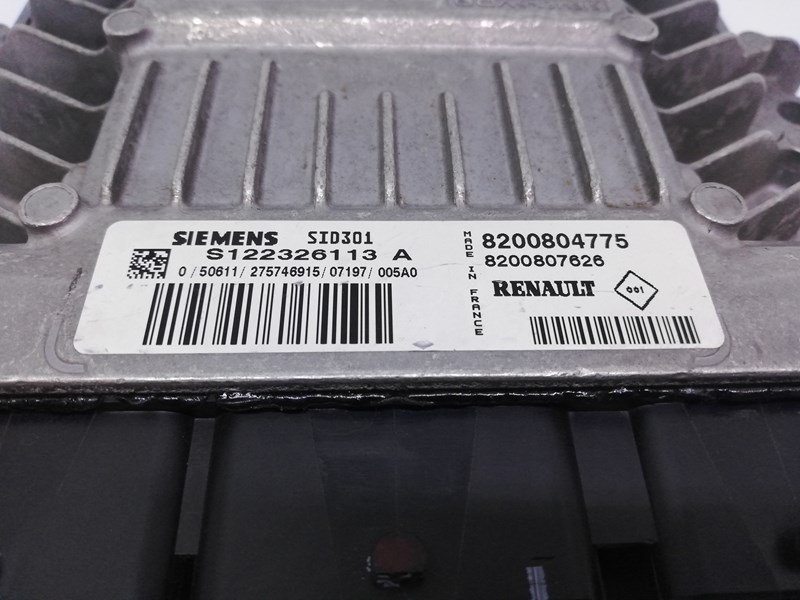 SIEMENS SID301
S122326113 A
0 / 50611 / 275746915 / 07197 / 005A0
MADE IN FRANCE
8200804775
8200807626
RENAULT
001